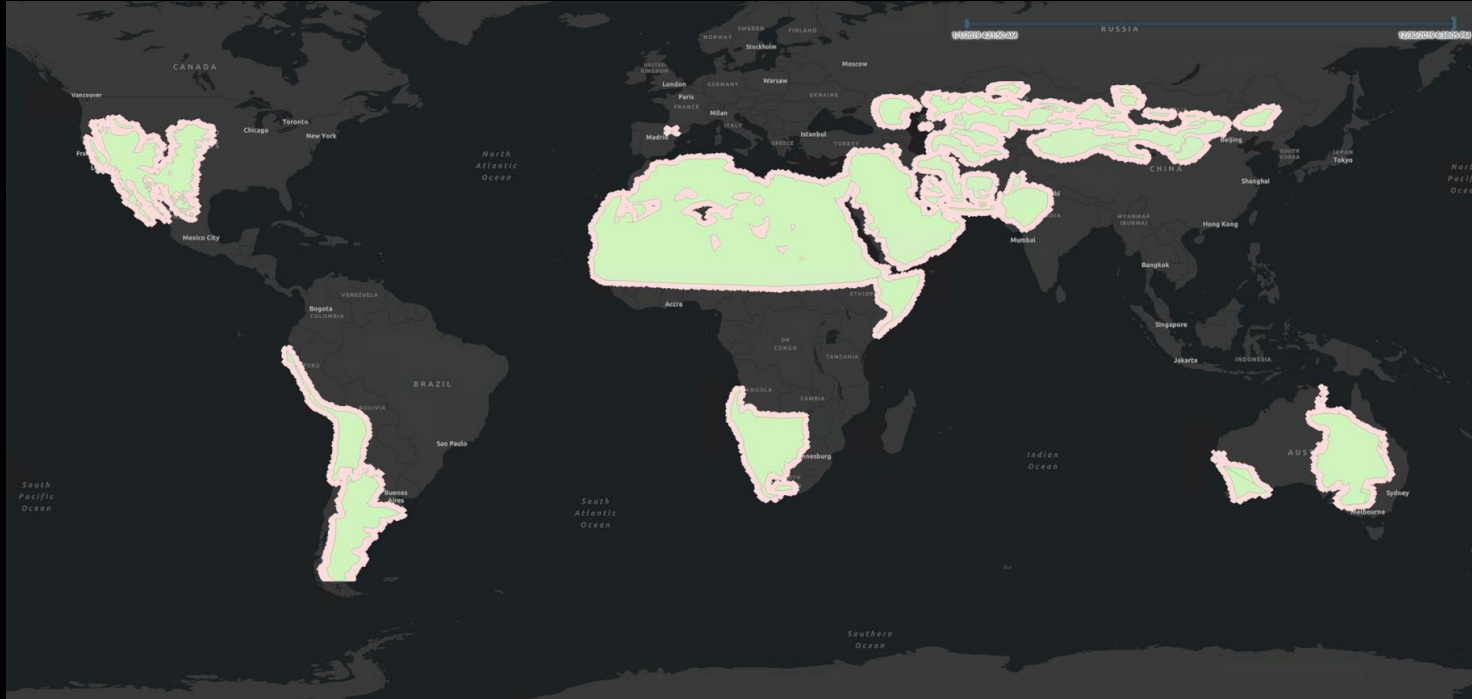 RUSSIA
SWEDEN
FINLAND
NORWAY
Stockholm
Moscow
CANADA
UNITED
KINGDOM
London
GERMANY
Warsaw
Vancouver
Paris
UKRAINE
FRANCE
Milan
Toronto
Chicago
New York
ITALY
Madrid
Istanbul
GREECE
TURKEY
Beijing
SOUTH
KOREA
JAPAN
Tokyo
North
Atlantic
Ocean
CHINA
Shanghai
MYANMAR
(BURMA)
Hong Kong
Mexico City
Mumbai
Bangkok
VENEZUELA
Bogota
COLOMBIA
Accra
Singapore
DR
CONGO
TANZANIA
Jakarta
INDONESIA
BRAZIL
ZAMBIA
BOLIVIA
Sao Paulo
Indian
Ocean
South
Pacific
Ocean
Buenos
Aires
South
Atlantic
Ocean
Sydney
Melbourne
Southern
Ocean